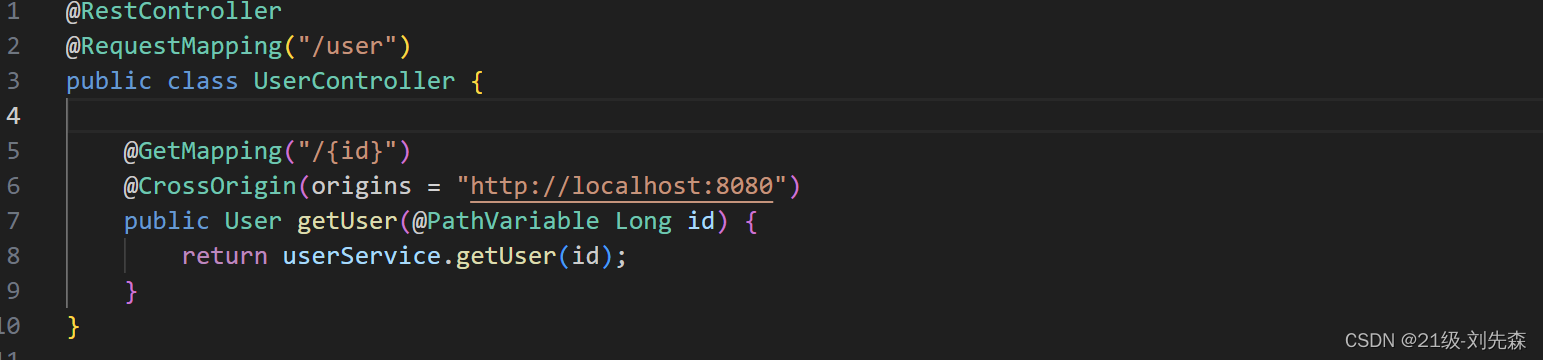 1 @RestController
2 @RequestMapping("/user")
3 public class UserController {
4
5 @GetMapping("/{id}")
6 @CrossOrigin(origins = "http://localhost:8080")
7 public User getUser(@PathVariable Long id) {
8 return userService.getUser(id);
9 }
10 }
11
CSDN @21级-刘先森